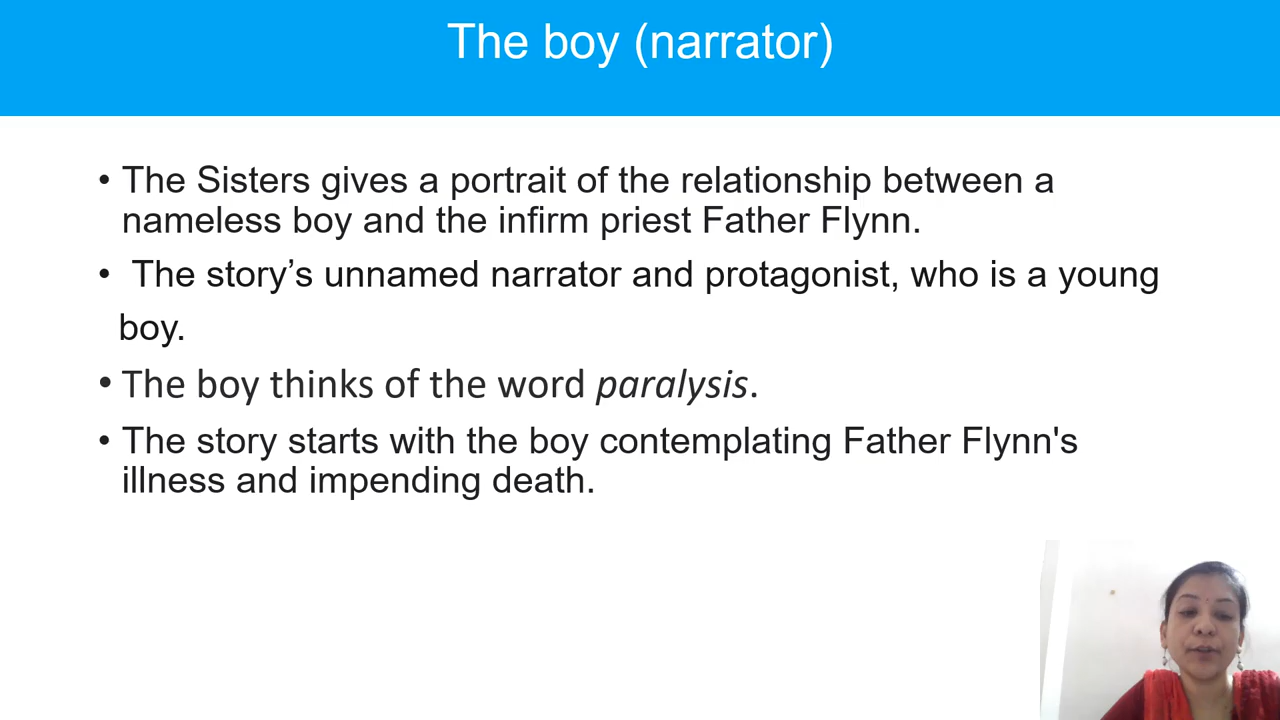 The boy (narrator)
• The Sisters gives a portrait of the relationship between a
nameless boy and the infirm priest Father Flynn.
• The story’s unnamed narrator and protagonist, who is a young
boy.
• The boy thinks of the word paralysis.
• The story starts with the boy contemplating Father Flynn's
illness and impending death.